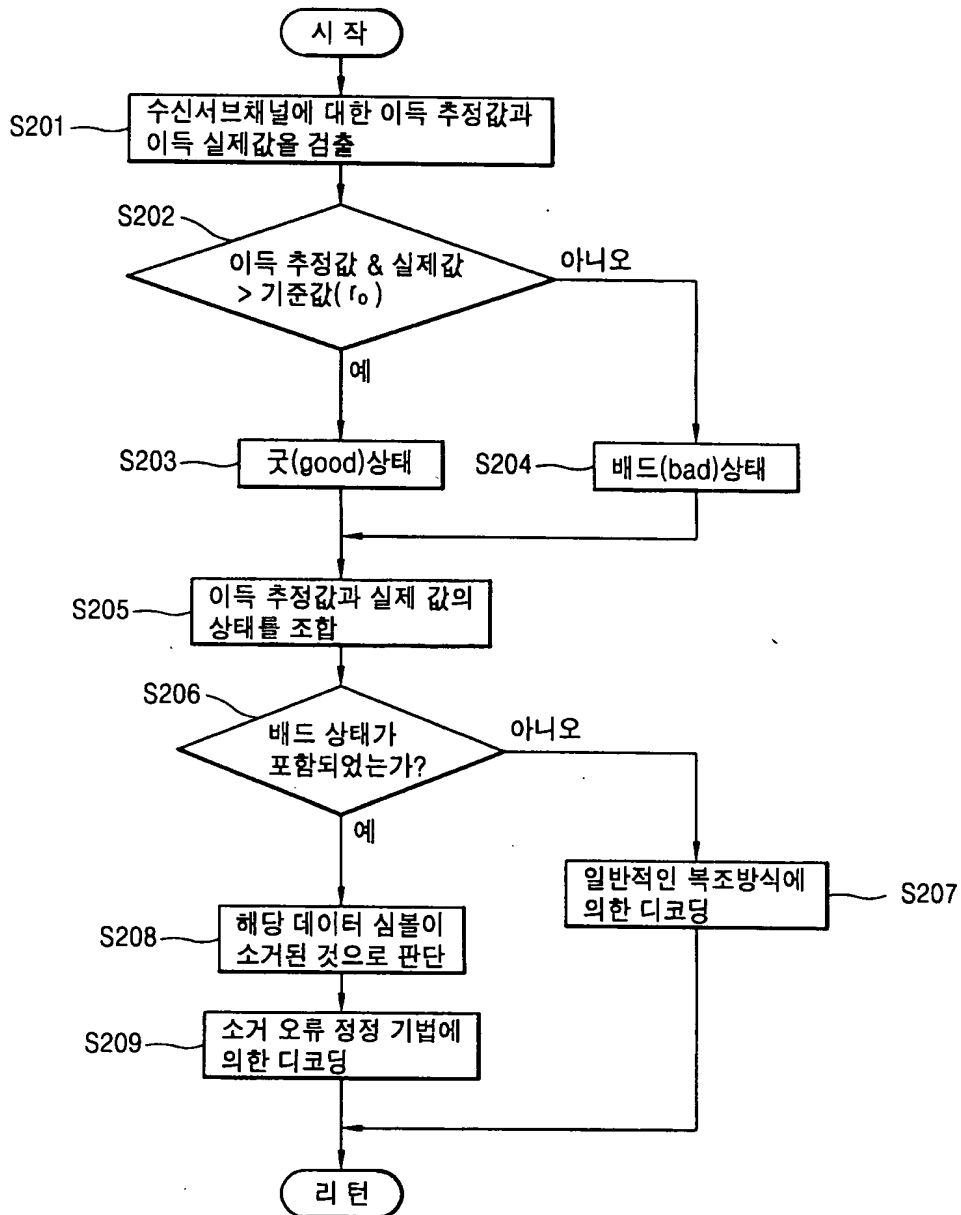 시 작
S201
수신서브채널에 대한 이득 추정값과
이득 실제값을 검출
S202
이득 추정값 & 실제값
> 기준값( r₀ )
아니오
예
S203
굿(good)상태
S204
배드(bad)상태
S205
이득 추정값과 실제 값의
상태를 조합
S206
배드 상태가
포함되었는가?
아니오
예
일반적인 복조방식에
의한 디코딩
S207
S208
해당 데이터 심볼이
소거된 것으로 판단
S209
소거 오류 정정 기법에
의한 디코딩
리 턴